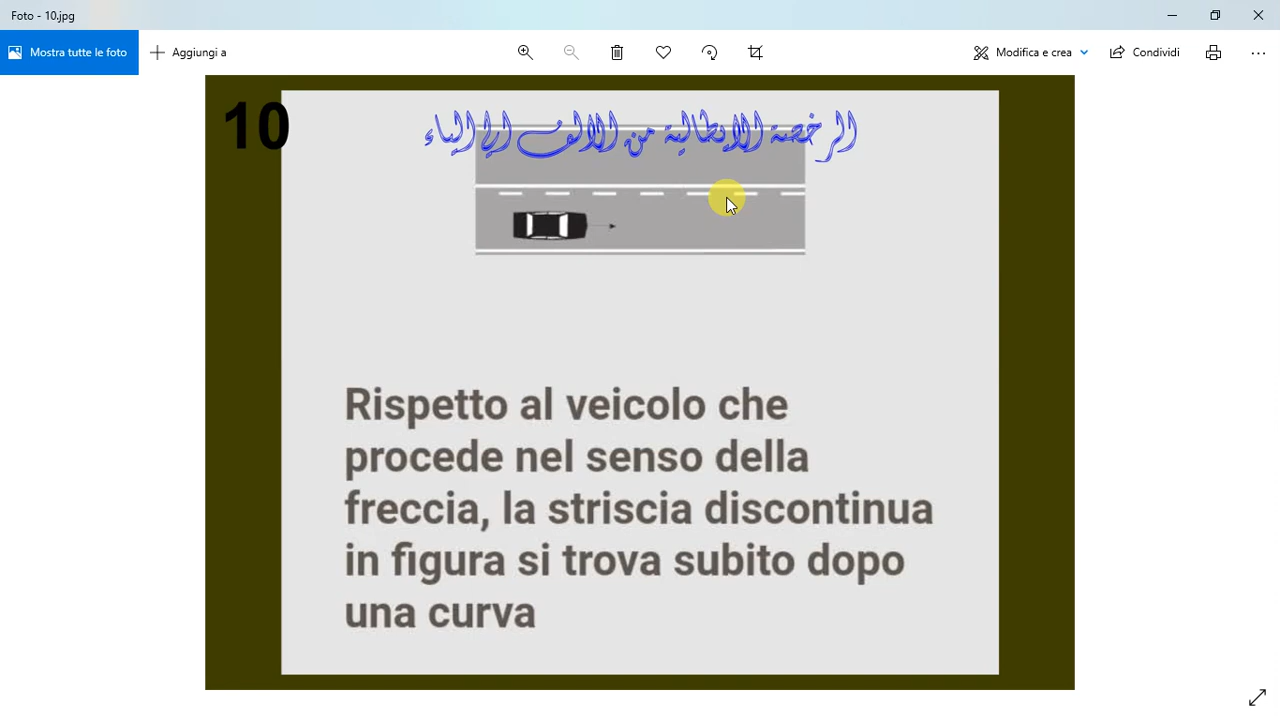 Foto - 10.jpg
Mostra tutte le foto
Aggiungi a
Modifica e crea
Condividi
10
الرخصة الايطالية من الالف الى الياء
Rispetto al veicolo che
procede nel senso della
freccia, la striscia discontinua
in figura si trova subito dopo
una curva